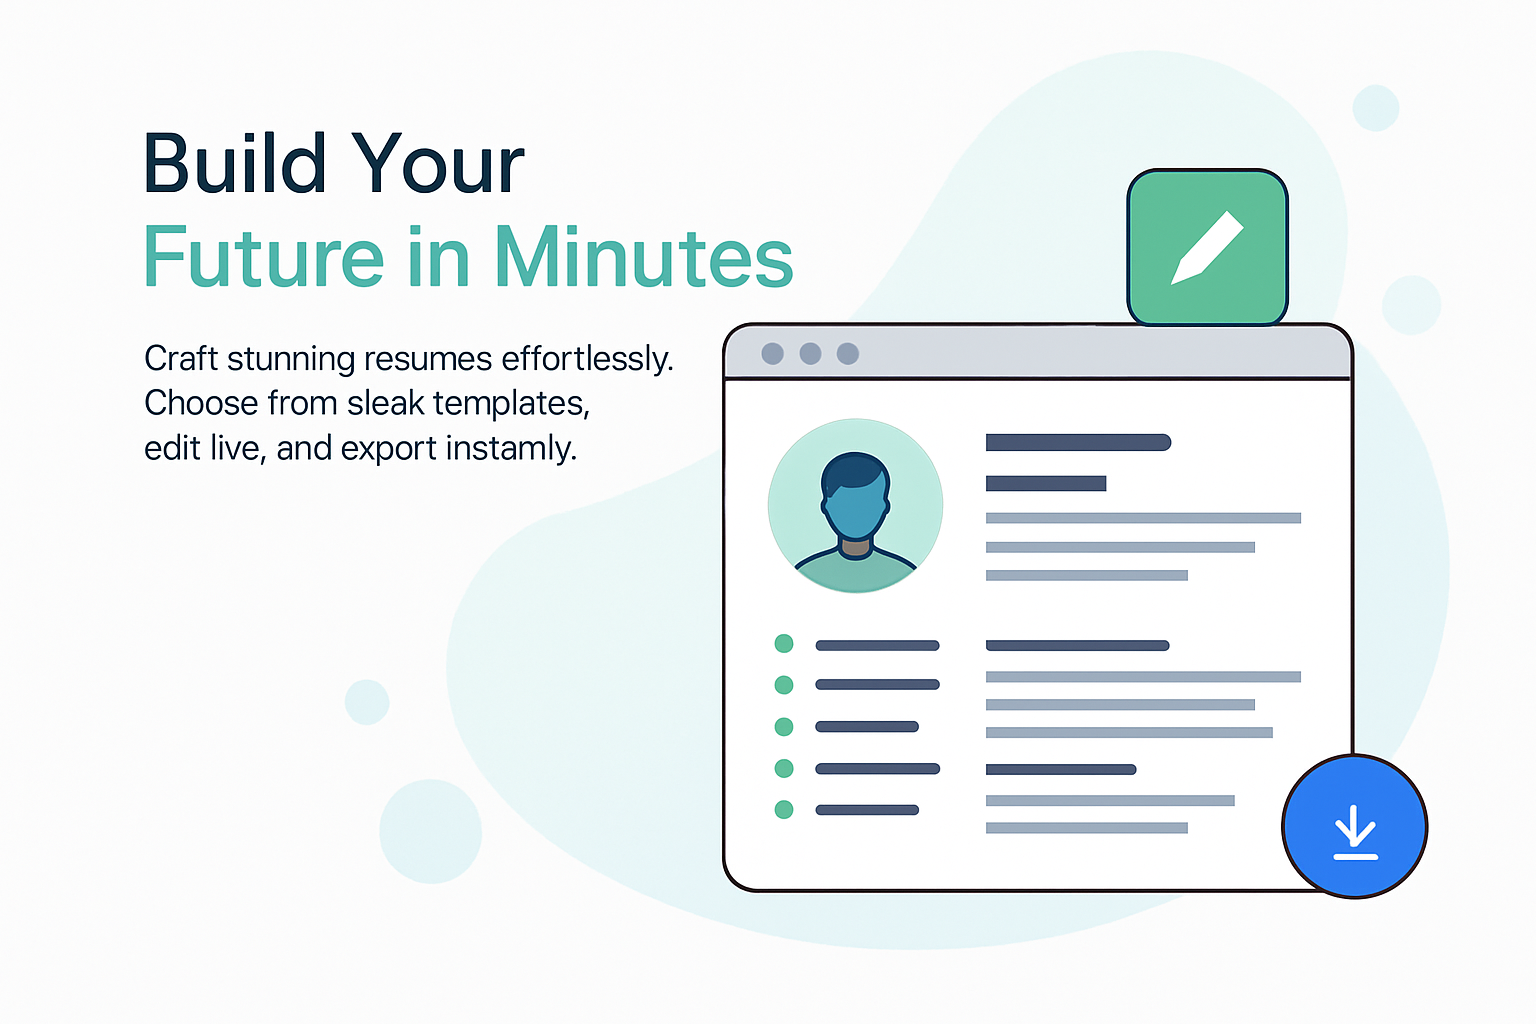 Build Your
Future in Minutes
Craft stunning resumes effortlessly.
Choose from sleak templates,
edit live, and export instamly.